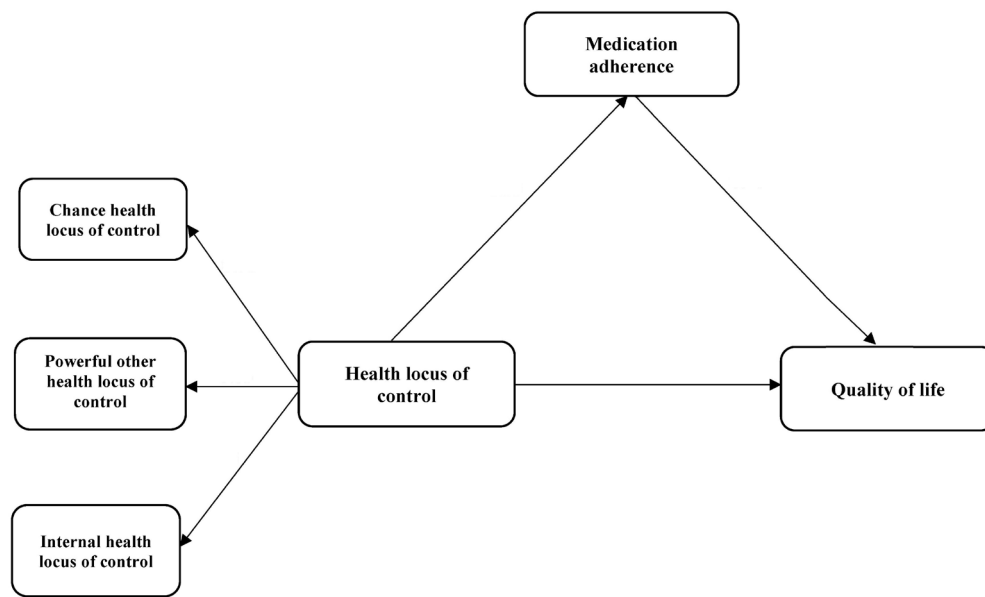 Medication
adherence
Chance health
locus of control
Powerful other
health locus of
control
Health locus of
control
Quality of life
Internal health
locus of control